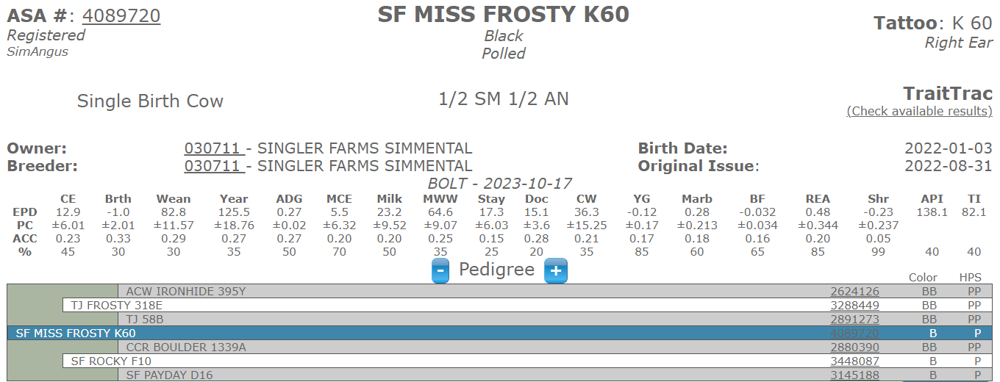 ASA #: 4089720 SF MISS FROSTY K60 Tattoo: K 60
Registered Black Right Ear
SimAngus Polled
Single Birth Cow 1/2 SM 1/2 AN TraitTrac
(Check available results)
Owner: 030711 - SINGLER FARMS SIMMENTAL Birth Date: 2022-01-03
Breeder: 030711 - SINGLER FARMS SIMMENTAL Original Issue: 2022-08-31
BOLT - 2023-10-17
CE Brth Wean Year ADG MCE Milk MWW Stay Doc CW YG Marb BF REA Shr API TI
EPD 12.9 -1.0 82.8 125.5 0.27 5.5 23.2 64.6 17.3 15.1 36.3 -0.12 0.28 -0.032 0.48 -0.23 138.1 82.1
PC ±6.01 ±2.01 ±11.57 ±18.76 ±0.02 ±6.32 ±9.52 ±9.07 ±6.03 ±3.6 ±15.25 ±0.17 ±0.213 ±0.034 ±0.344 ±0.237
ACC 0.23 0.33 0.29 0.27 0.27 0.20 0.20 0.25 0.15 0.28 0.21 0.17 0.18 0.16 0.20 0.05
% 45 30 30 35 50 70 50 35 25 20 35 85 60 65 85 99 40 40
- Pedigree +
Color HPS
ACW IRONHIDE 395Y 2624126 BB PP
TJ FROSTY 318E 3288449 BB PP
TJ 58B 2891273 BB PP
SF MISS FROSTY K60 4089720 B P
CCR BOULDER 1339A 2880390 BB PP
SF ROCKY F10 3448087 B P
SF PAYDAY D16 3145188 B P